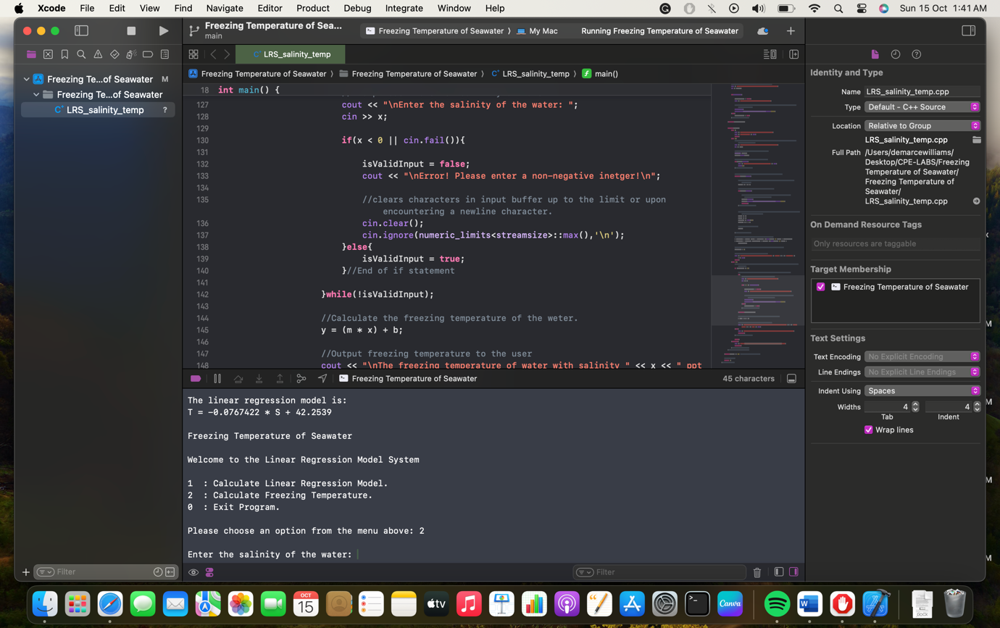 Xcode File Edit View Find Navigate Editor Product Debug Integrate Window Help Sun 15 Oct 1:41 AM
Freezing Temperature of Sea...
main
Freezing Temperature of Seawater My Mac Running Freezing Temperature of Seawater
LRS_salinity_temp
Freezing Te...of Seawater M
Freezing Te...of Seawater
LRS_salinity_temp ?
Filter
Freezing Temperature of Seawater Freezing Temperature of Seawater LRS_salinity_temp main()
18 int main() {
127 cout << "\nEnter the salinity of the water: ";
128 cin >> x;
129
130 if(x < 0 || cin.fail()){
131
132 isValidInput = false;
133 cout << "\nError! Please enter a non-negative inetger!\n";
134
135 //clears characters in input buffer up to the limit or upon
encountering a newline character.
136 cin.clear();
137 cin.ignore(numeric_limits<streamsize>::max(),'\n');
138 }else{
139 isValidInput = true;
140 }//End of if statement
141
142 }while(!isValidInput);
143
144 //Calculate the freezing temperature of the weter.
145 y = (m * x) + b;
146
147 //Output freezing temperature to the user
148 cout << "\nThe freezing temperature of water with salinity " << x << " ppt
Freezing Temperature of Seawater 45 characters
The linear regression model is:
T = -0.0767422 * S + 42.2539
Freezing Temperature of Seawater
Welcome to the Linear Regression Model System
1 : Calculate Linear Regression Model.
2 : Calculate Freezing Temperature.
0 : Exit Program.
Please choose an option from the menu above: 2
Enter the salinity of the water:
Filter
Identity and Type
Name LRS_salinity_temp.cpp
Type Default - C++ Source
Location Relative to Group
LRS_salinity_temp.cpp
Full Path /Users/demarcewilliams/
Desktop/CPE-LABS/Freezing
Temperature of Seawater/
Freezing Temperature of
Seawater/
LRS_salinity_temp.cpp
On Demand Resource Tags
Only resources are taggable
Target Membership
Freezing Temperature of Seawater
Text Settings
Text Encoding No Explicit Encoding
Line Endings No Explicit Line Endings
Indent Using Spaces
Widths 4 4
Tab Indent
Wrap lines
OCT
15
tv
Canva
W
DOCX